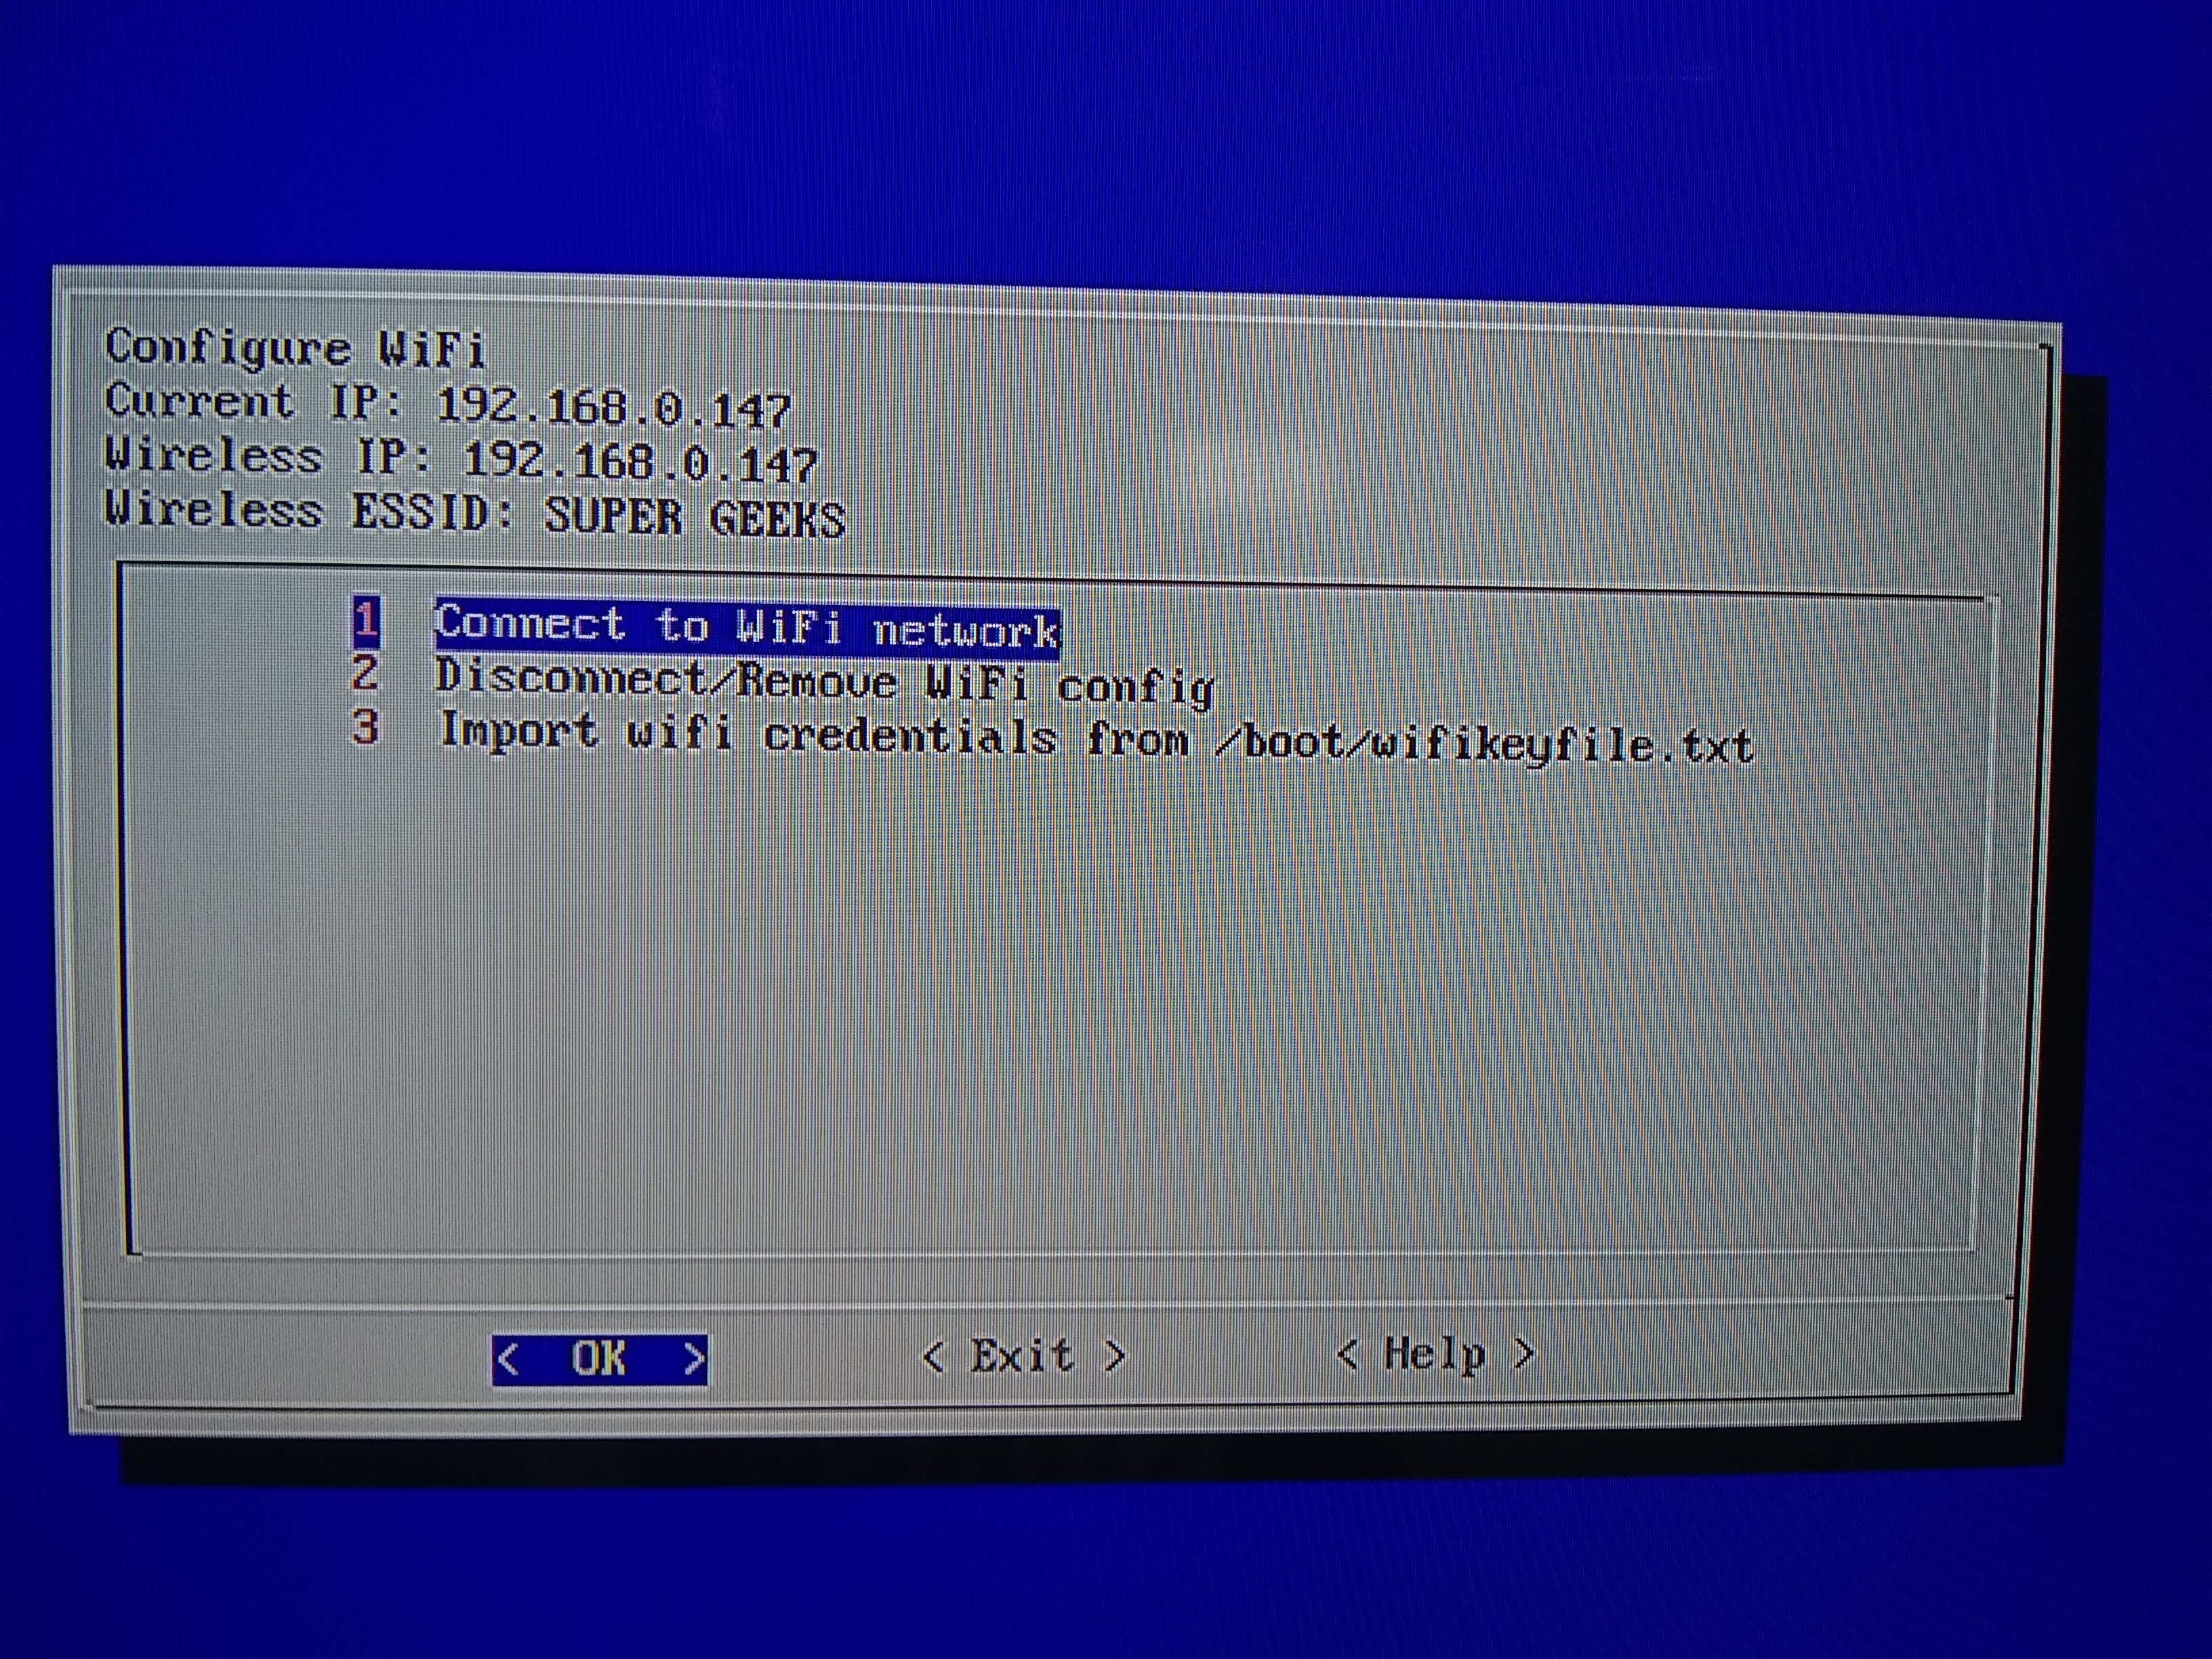 Configure WiFi
Current IP: 192.168.0.147
Wireless IP: 192.168.0.147
Wireless ESSID: SUPER GEEKS
1 Connect to WiFi network
2 Disconnect/Remove WiFi config
3 Import wifi credentials from /boot/wifikeyfile.txt
< OK > < Exit > < Help >